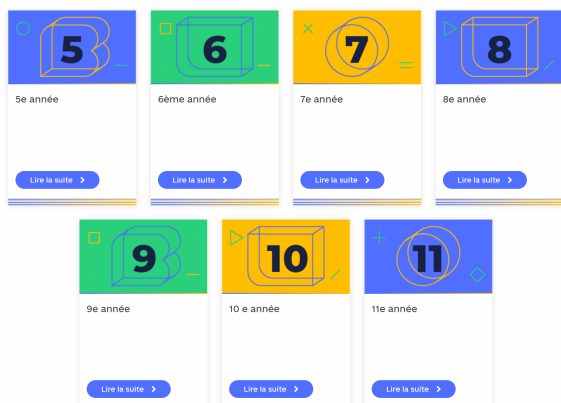 5
6
7
8
5e année
6ème année
7e année
8e année
Lire la suite
Lire la suite
Lire la suite
Lire la suite
9
10
11
9e année
10 e année
11e année
Lire la suite
Lire la suite
Lire la suite